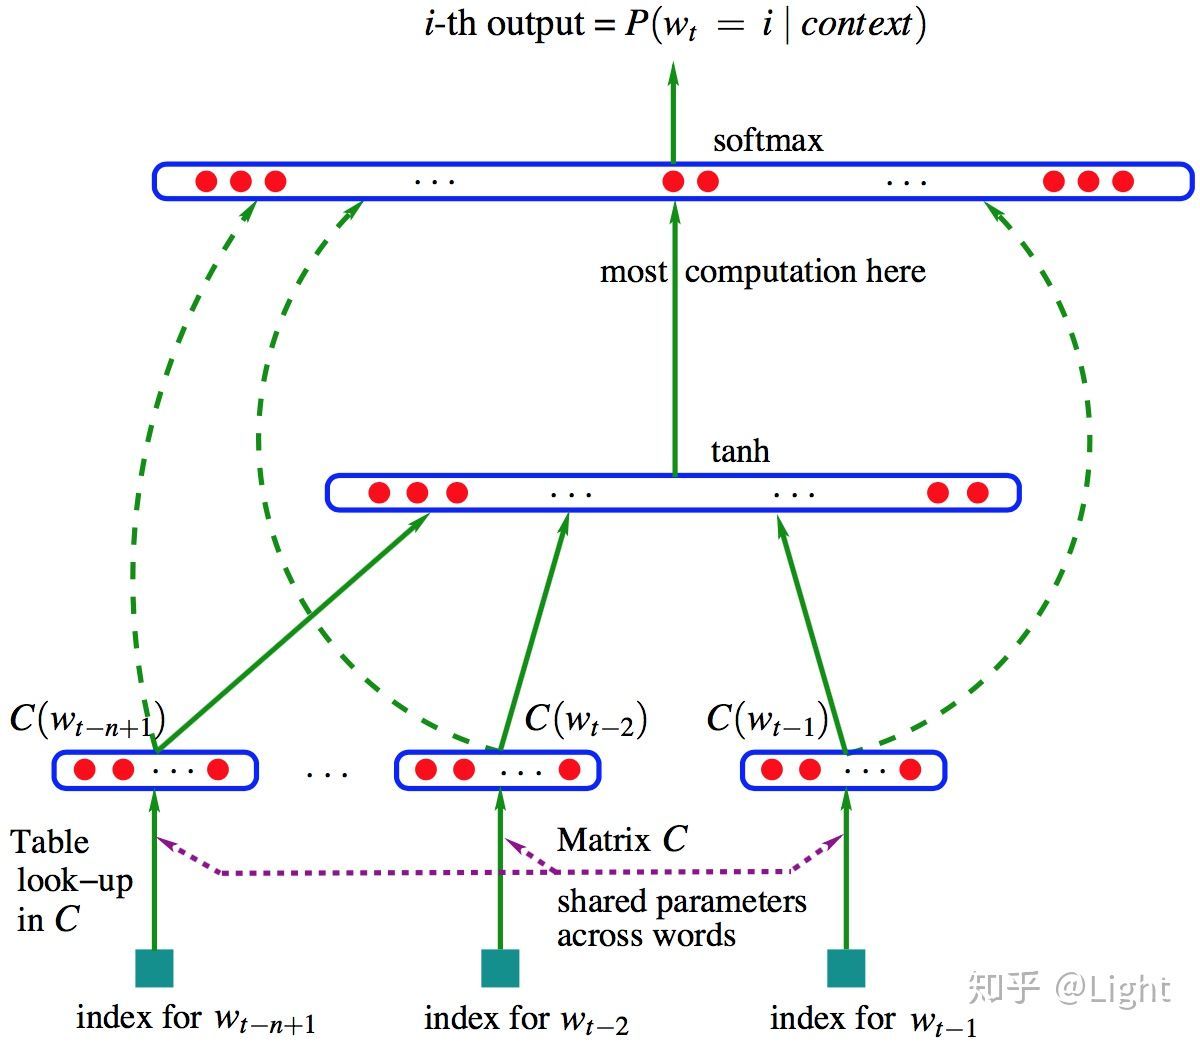 i-th output = P(w_t = i | context)
softmax
. . .
. . .
most computation here
tanh
. . .
. . .
C(w_{t−n+1})
C(w_{t−2})
C(w_{t−1})
. . .
. . .
. . .
. . .
Table
look–up
in C
Matrix C
shared parameters
across words
index for w_{t−n+1}
index for w_{t−2}
index for w_{t−1}
知乎 @Light